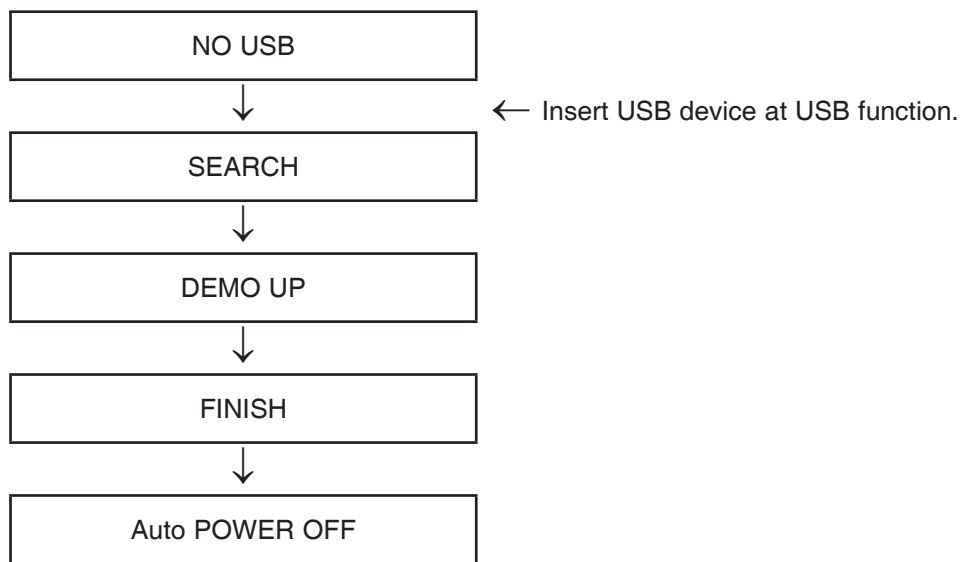 NO USB
← Insert USB device at USB function.
SEARCH
DEMO UP
FINISH
Auto POWER OFF